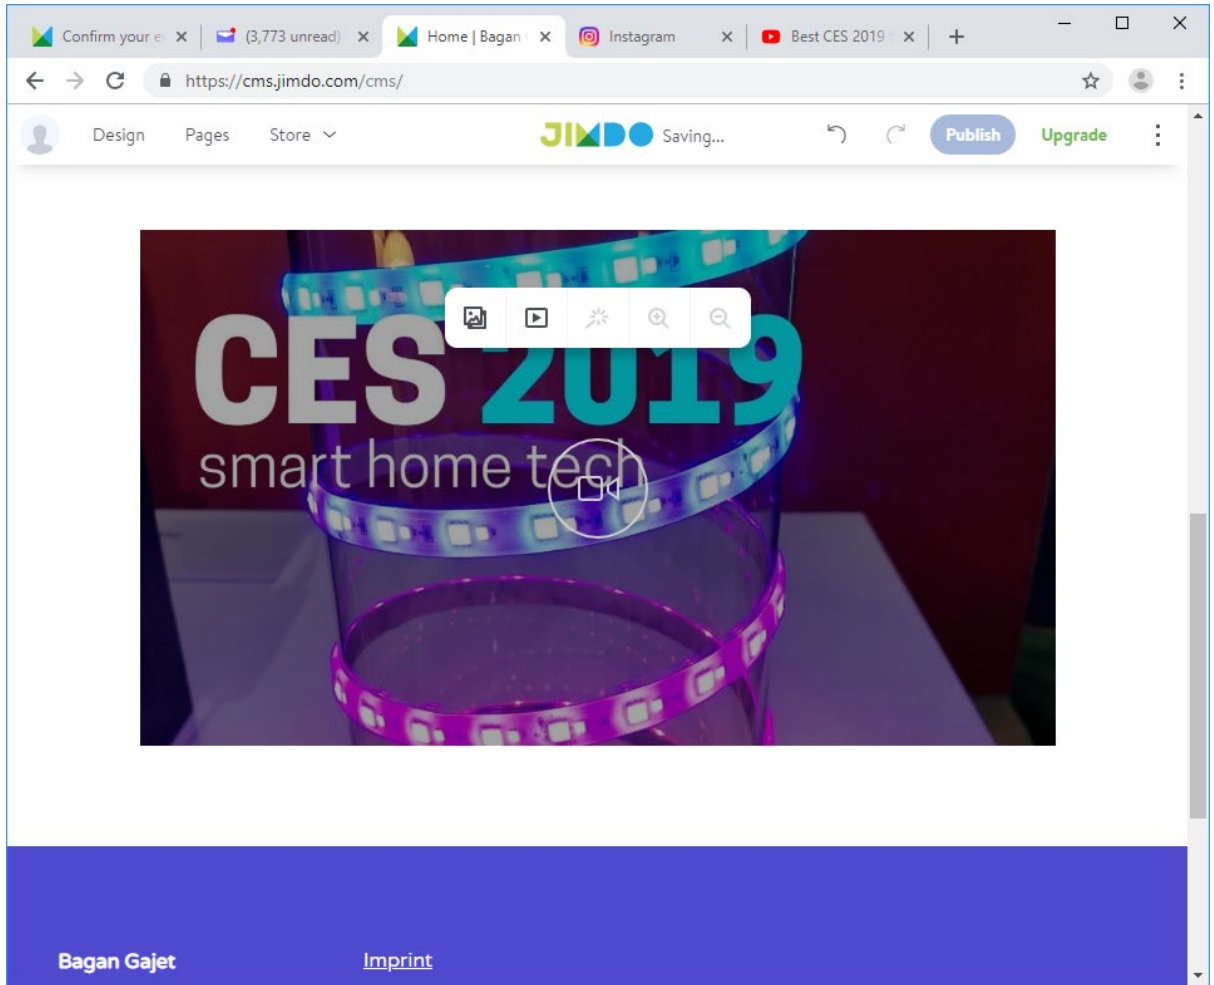 Confirm your e
(3,773 unread)
Home | Bagan
Instagram
Best CES 2019
https://cms.jimdo.com/cms/
Design
Pages
Store
JIMDO
Saving...
Publish
Upgrade
CES 2019
smart home tech
Bagan Gajet
Imprint